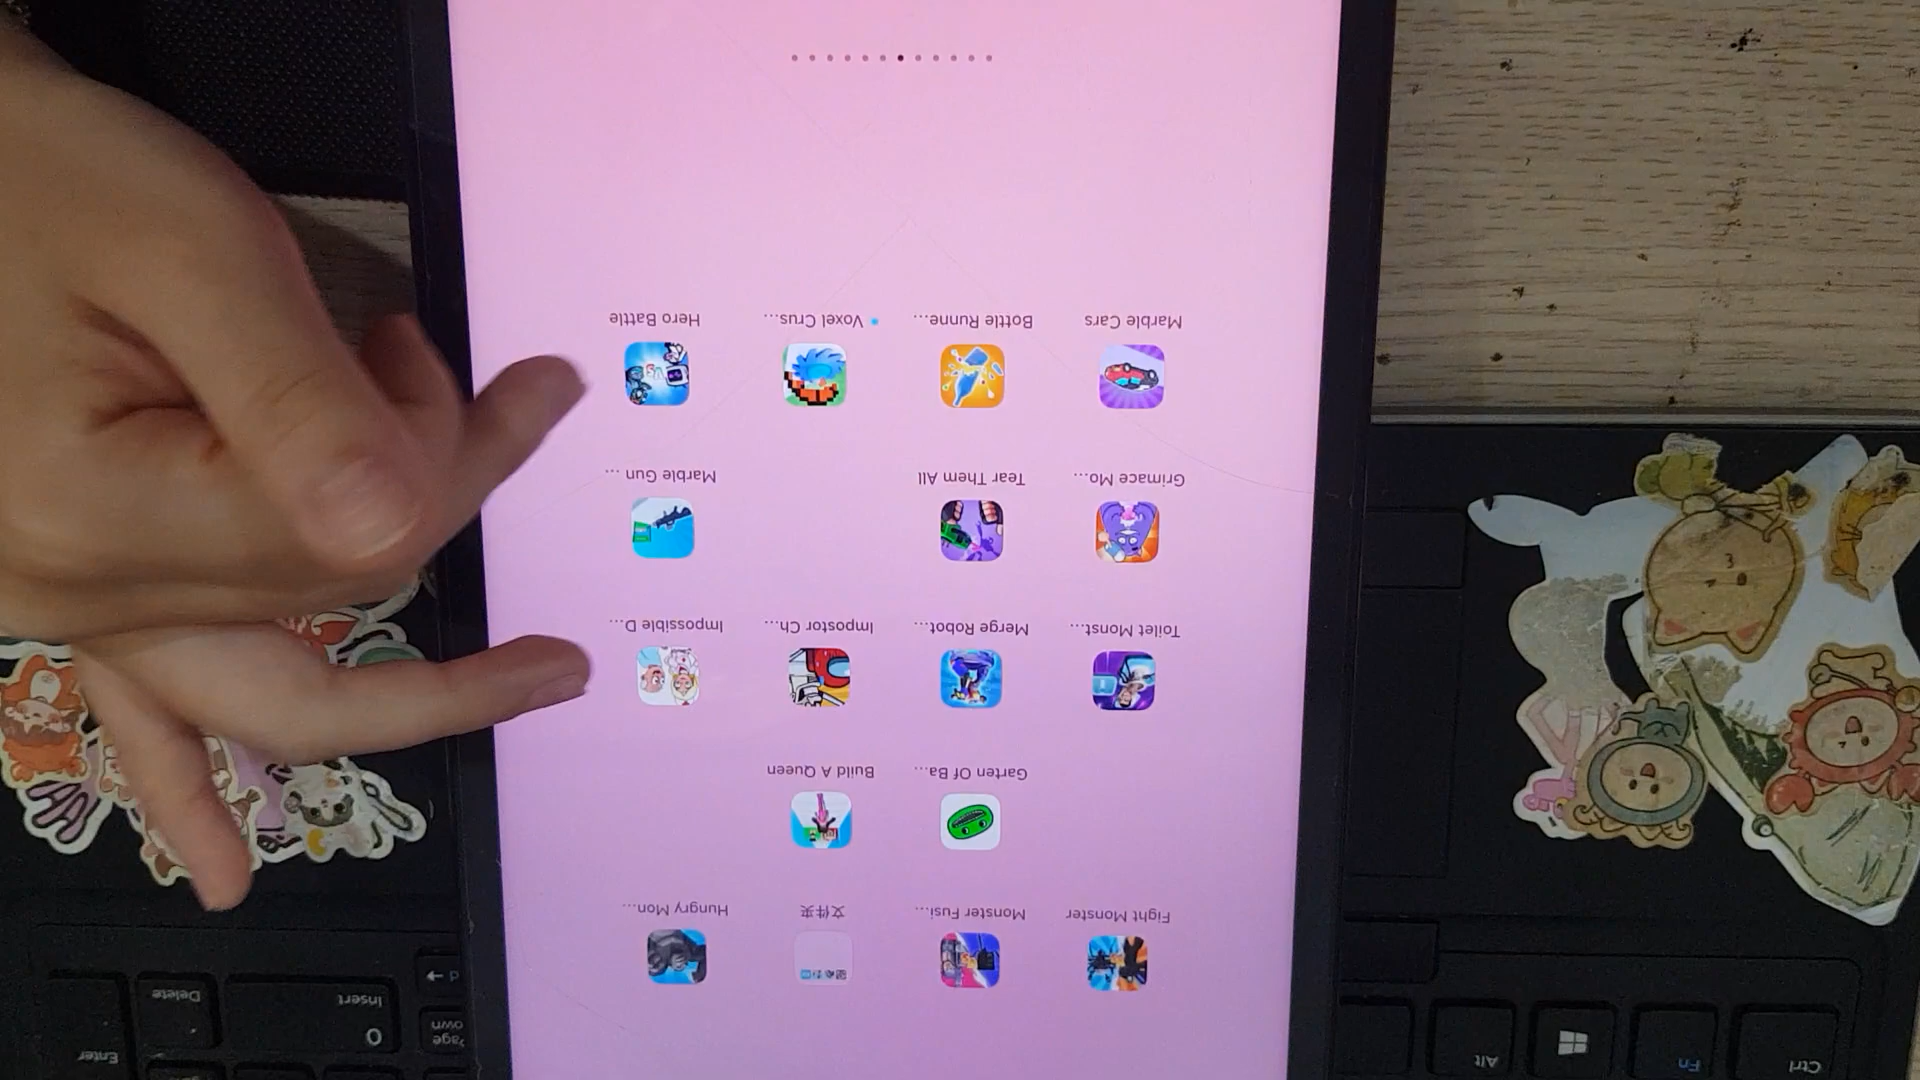 Ctrl
Fn
Alt
Enter
0
Insert
.
Delete
Fight Monster
Monster Fusi...
文件夹
Hungry Mon...
Garten Of Ba...
Build A Queen
Toilet Monst...
Merge Robot...
Impostor Ch...
Impossible D...
Grimace Mo...
Tear Them All
Marble Gun ...
Marble Cars
Bottle Runne...
Voxel Crus...
Hero Battle